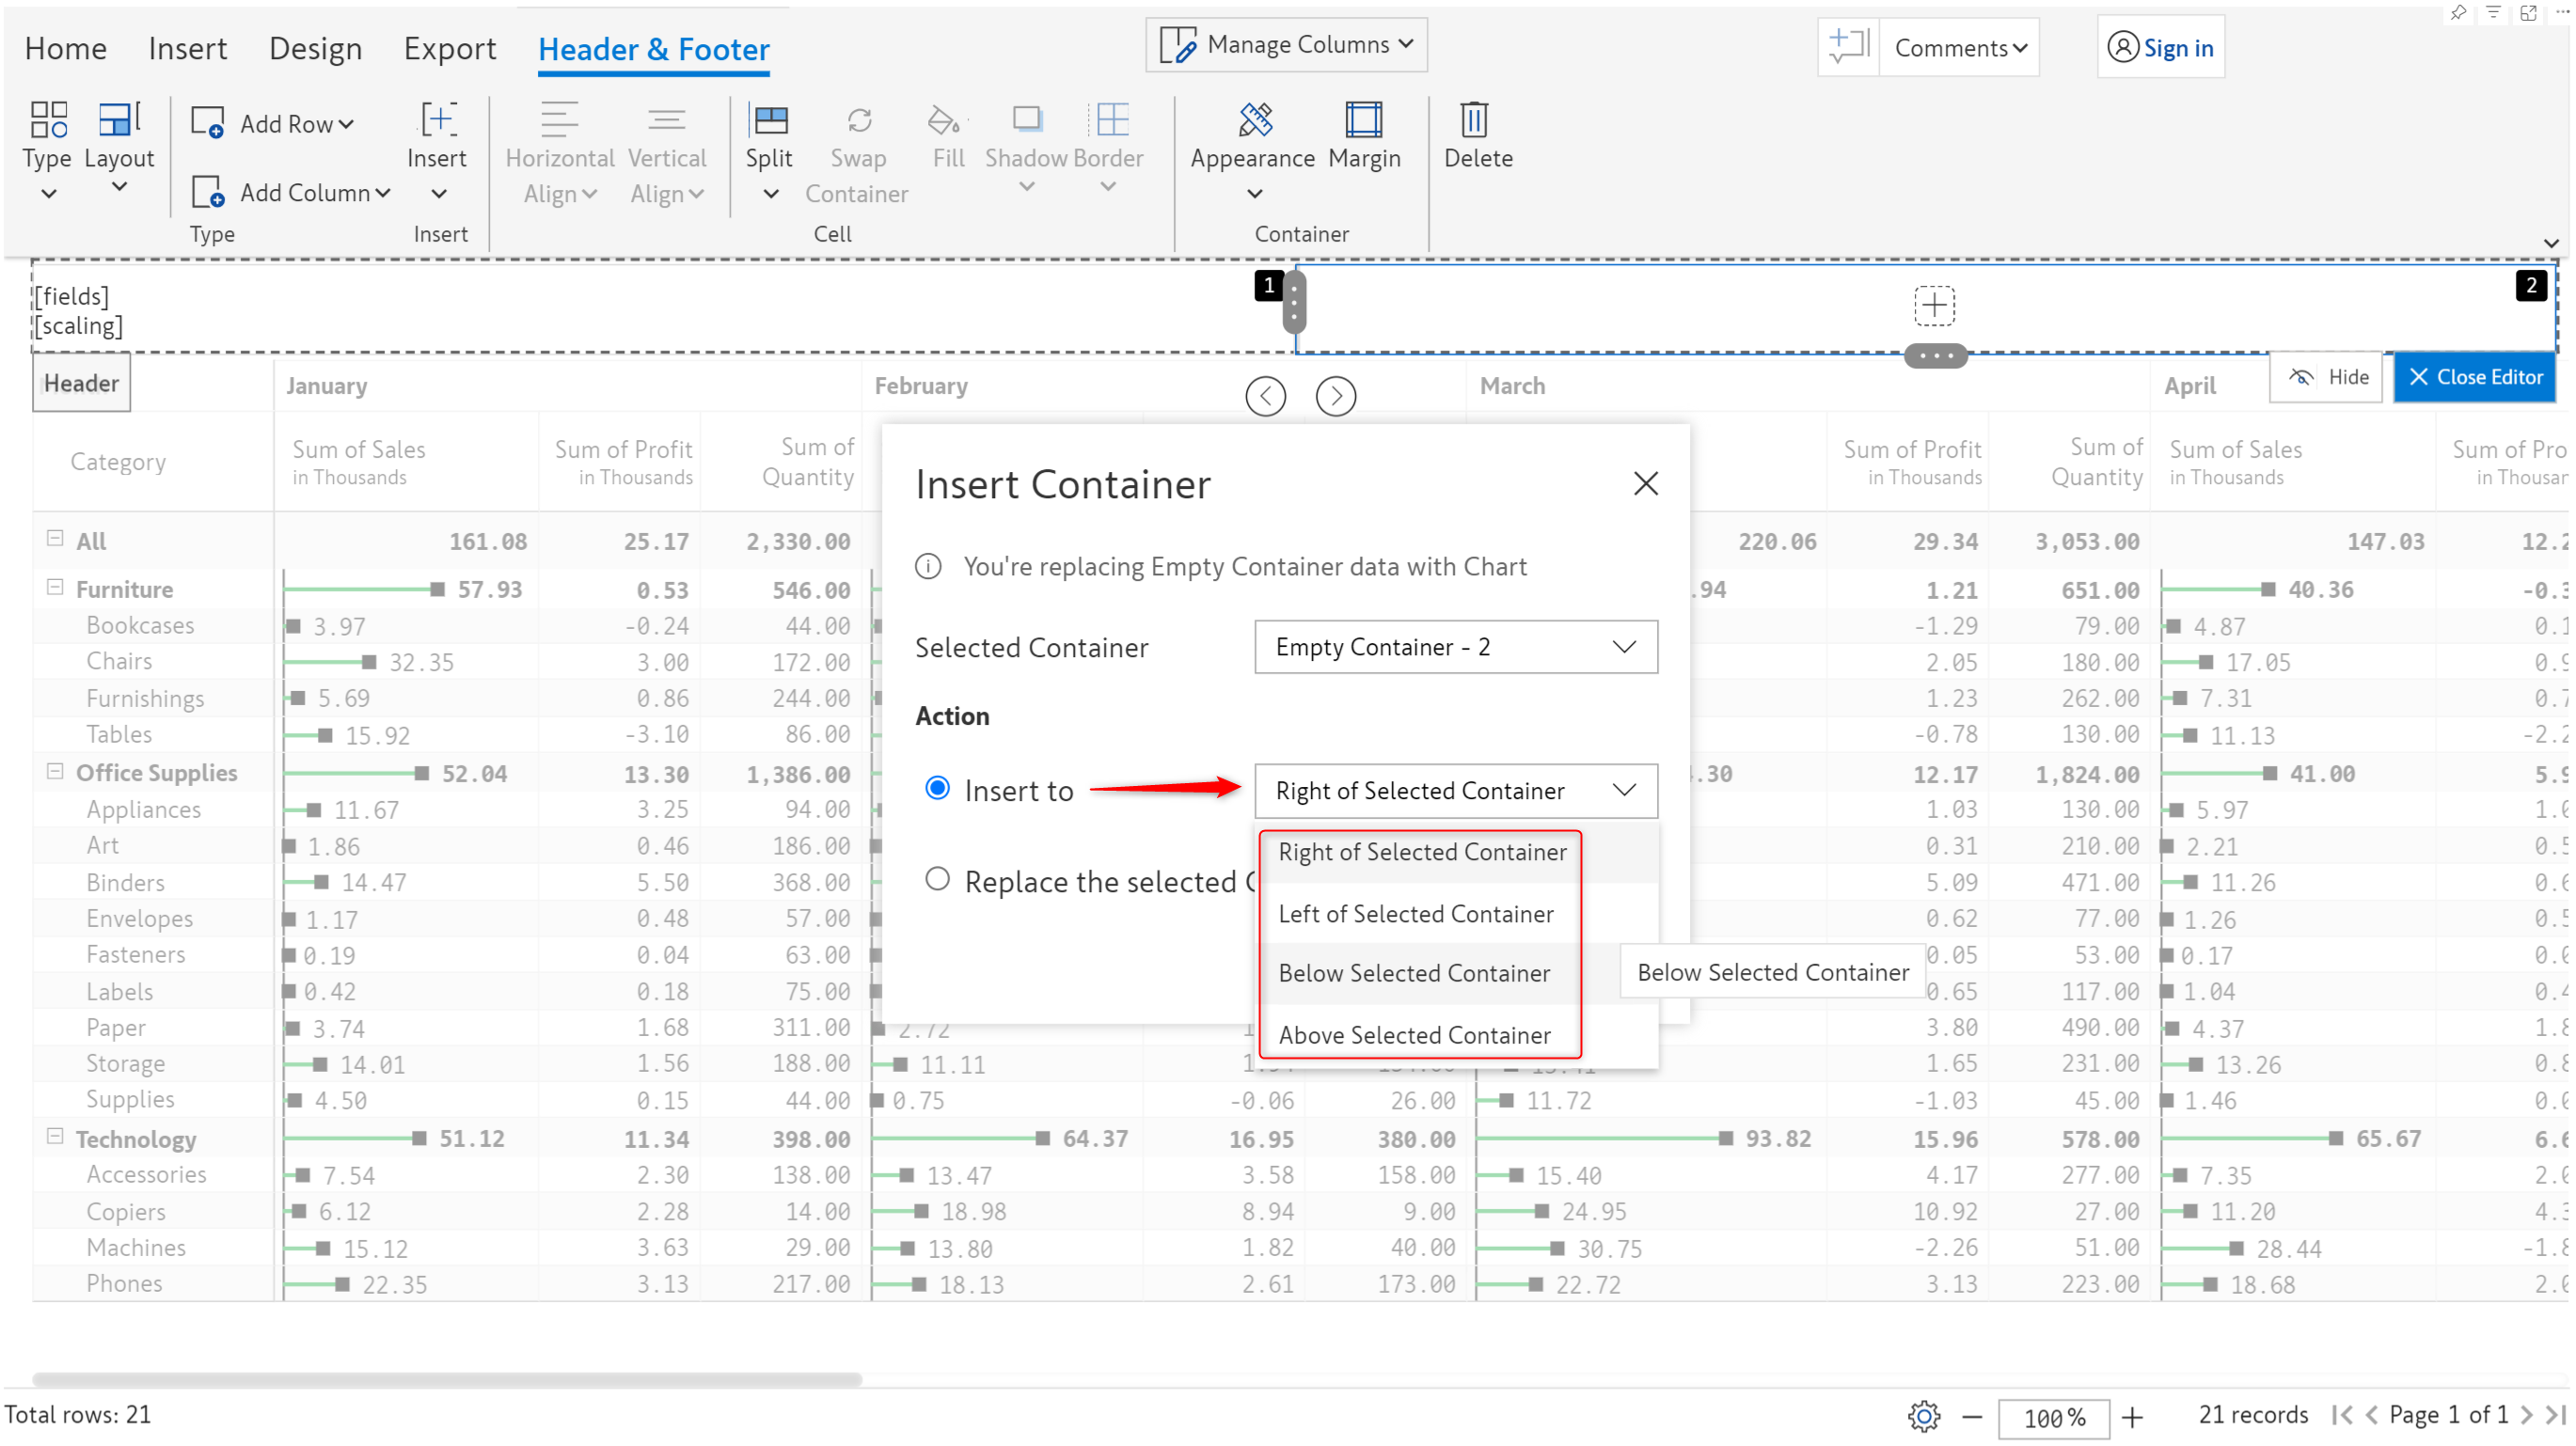 Home Insert Design Export Header & Footer Manage Columns Comments Sign in
Type Layout Add Row Insert Horizontal Align Vertical Align Split Swap Container Fill Shadow Border Appearance Margin Delete
Add Column
Type Insert Cell Container
[fields] 1 2
[scaling]
Header January February March April Hide Close Editor
Category Sum of Sales in Thousands Sum of Profit in Thousands Sum of Quantity Sum of Profit in Thousands Sum of Quantity Sum of Sales in Thousands Sum of
Insert Container
You're replacing Empty Container data with Chart
Selected Container Empty Container - 2
Action
Insert to Right of Selected Container
Right of Selected Container
Replace the selected
Left of Selected Container
Below Selected Container Below Selected Container
Above Selected Container
All 161.08 25.17 2,330.00 220.06 29.34 3,053.00 147.03
Furniture 57.93 0.53 546.00 .94 1.21 651.00 40.36
Bookcases 3.97 -0.24 44.00 -1.29 79.00 4.87
Chairs 32.35 3.00 172.00 2.05 180.00 17.05
Furnishings 5.69 0.86 244.00 1.23 262.00 7.31
Tables 15.92 -3.10 86.00 -0.78 130.00 11.13
Office Supplies 52.04 13.30 1,386.00 .30 12.17 1,824.00 41.00
Appliances 11.67 3.25 94.00 1.03 130.00 5.97
Art 1.86 0.46 186.00 0.31 210.00 2.21
Binders 14.47 5.50 368.00 5.09 471.00 11.26
Envelopes 1.17 0.48 57.00 0.62 77.00 1.26
Fasteners 0.19 0.04 63.00 0.05 53.00 0.17
Labels 0.42 0.18 75.00 0.65 117.00 1.04
Paper 3.74 1.68 311.00 2.72 3.80 490.00 4.37
Storage 14.01 1.56 188.00 11.11 1.65 231.00 13.26
Supplies 4.50 0.15 44.00 0.75 -0.06 26.00 11.72 -1.03 45.00 1.46
Technology 51.12 11.34 398.00 64.37 16.95 380.00 93.82 15.96 578.00 65.67
Accessories 7.54 2.30 138.00 13.47 3.58 158.00 15.40 4.17 277.00 7.35
Copiers 6.12 2.28 14.00 18.98 8.94 9.00 24.95 10.92 27.00 11.20
Machines 15.12 3.63 29.00 13.80 1.82 40.00 30.75 -2.26 51.00 28.44
Phones 22.35 3.13 217.00 18.13 2.61 173.00 22.72 3.13 223.00 18.68
Total rows: 21 100% 21 records Page 1 of 1